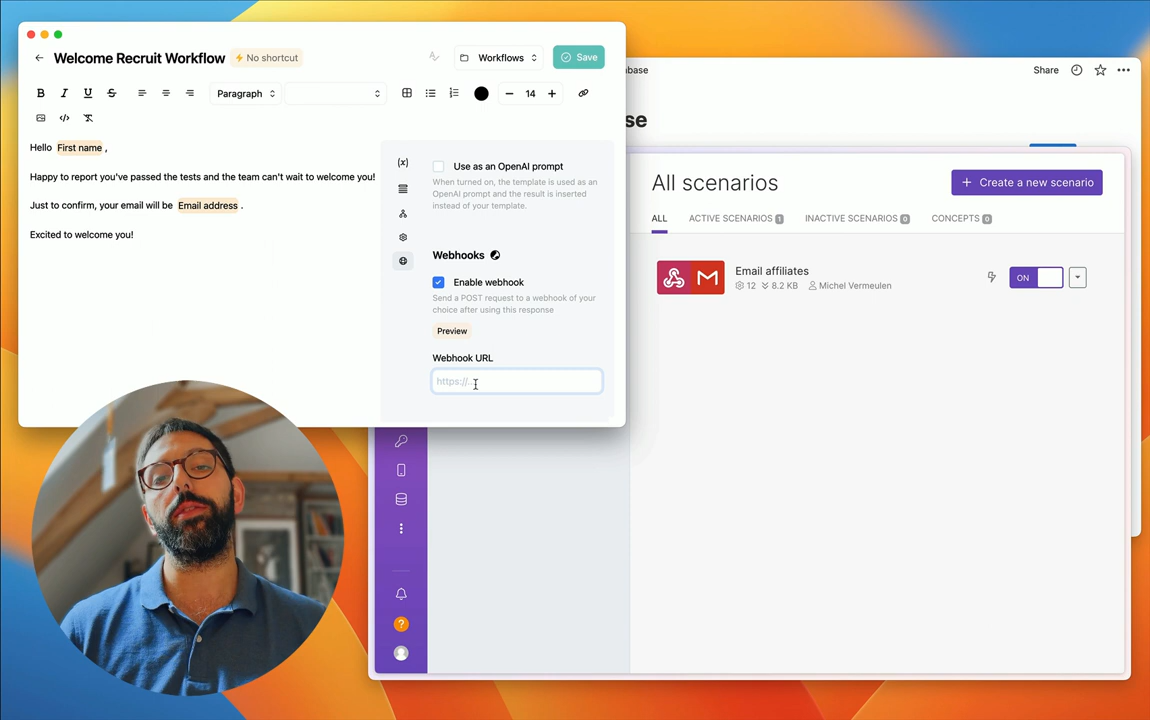 Welcome Recruit Workflow
No shortcut
Workflows
Save
B I U S
Paragraph
14
Hello First name ,
Happy to report you've passed the tests and the team can't wait to welcome you!
Just to confirm, your email will be Email address .
Excited to welcome you!
(x)
Use as an OpenAI prompt
When turned on, the template is used as an
OpenAI prompt and the result is inserted
instead of your template.
Webhooks
Enable webhook
Send a POST request to a webhook of your
choice after using this response
Preview
Webhook URL
https://...
Share
All scenarios
Create a new scenario
ALL
ACTIVE SCENARIOS 1
INACTIVE SCENARIOS 0
CONCEPTS 0
Email affiliates
12 8.2 KB Michel Vermeulen
ON
?